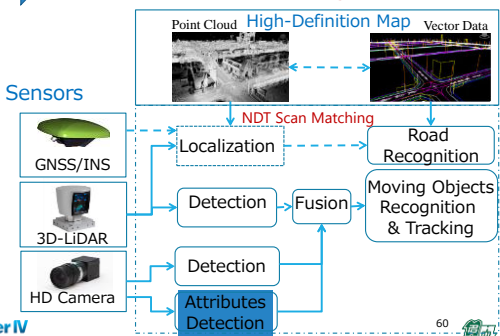 High-Definition Map
Point Cloud
Vector Data
Sensors
NDT Scan Matching
GNSS/INS
Localization
Road
Recognition
3D-LiDAR
Detection
Fusion
Moving Objects
Recognition
& Tracking
HD Camera
Detection
Attributes
Detection
er IV
60